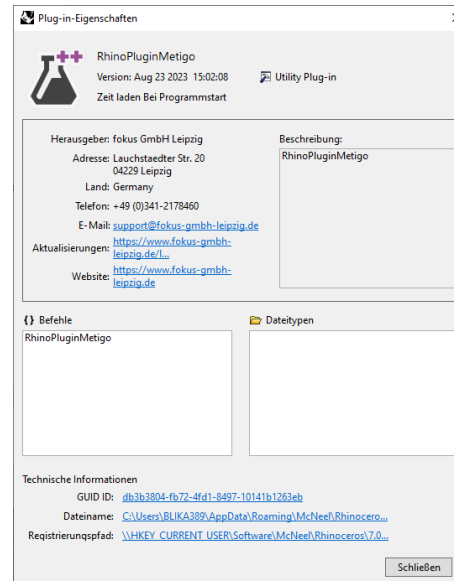 Plug-in-Eigenschaften
RhinoPluginMetigo
Version: Aug 23 2023 15:02:08
Utility Plug-in
Zeit laden Bei Programmstart
Herausgeber: fokus GmbH Leipzig
Adresse: Lauchstaedter Str. 20
04229 Leipzig
Land: Germany
Telefon: +49 (0)341-2178460
E-Mail: support@fokus-gmbh-leipzig.de
Aktualisierungen: https://www.fokus-gmbh-
leipzig.de/l...
Website: https://www.fokus-gmbh-
leipzig.de
Beschreibung:
RhinoPluginMetigo
{} Befehle
RhinoPluginMetigo
Dateitypen
Technische Informationen
GUID ID: db3b3804-fb72-4fd1-8497-10141b1263eb
Dateiname: C:\Users\BLIKA389\AppData\Roaming\McNeel\Rhinocero...
Registrierungspfad: \\HKEY_CURRENT_USER\Software\McNeel\Rhinoceros\7.0...
Schließen